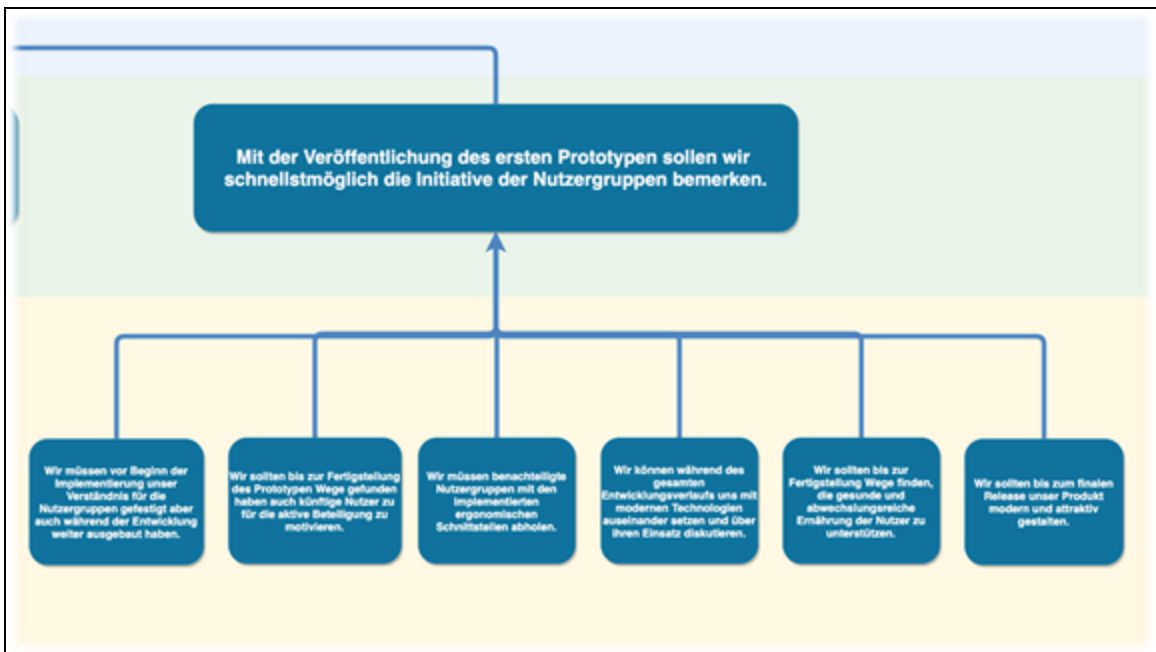 Mit der Veröffentlichung des ersten Prototypen sollen wir
schnellstmöglich die Initiative der Nutzergruppen bemerken.
Wir müssen vor Beginn der
Implementierung unser
Verständnis für die
Nutzergruppen gefestigt aber
auch während der Entwicklung
weiter ausgebaut haben.
Wir sollten bis zur Fertigstellung
des Prototypen Wege gefunden
haben auch künftige Nutzer zu
für die aktive Beteiligung zu
motivieren.
Wir müssen benachteiligte
Nutzergruppen mit den
implementierten
ergonomischen
Schnittstellen abholen.
Wir können während des
gesamten
Entwicklungsverlaufs uns mit
modernen Technologien
auseinander setzen und über
ihren Einsatz diskutieren.
Wir sollten bis zur
Fertigstellung Wege finden,
die gesunde und
abwechslungsreiche
Ernährung der Nutzer zu
unterstützen.
Wir sollten bis zum finalen
Release unser Produkt
modern und attraktiv
gestalten.